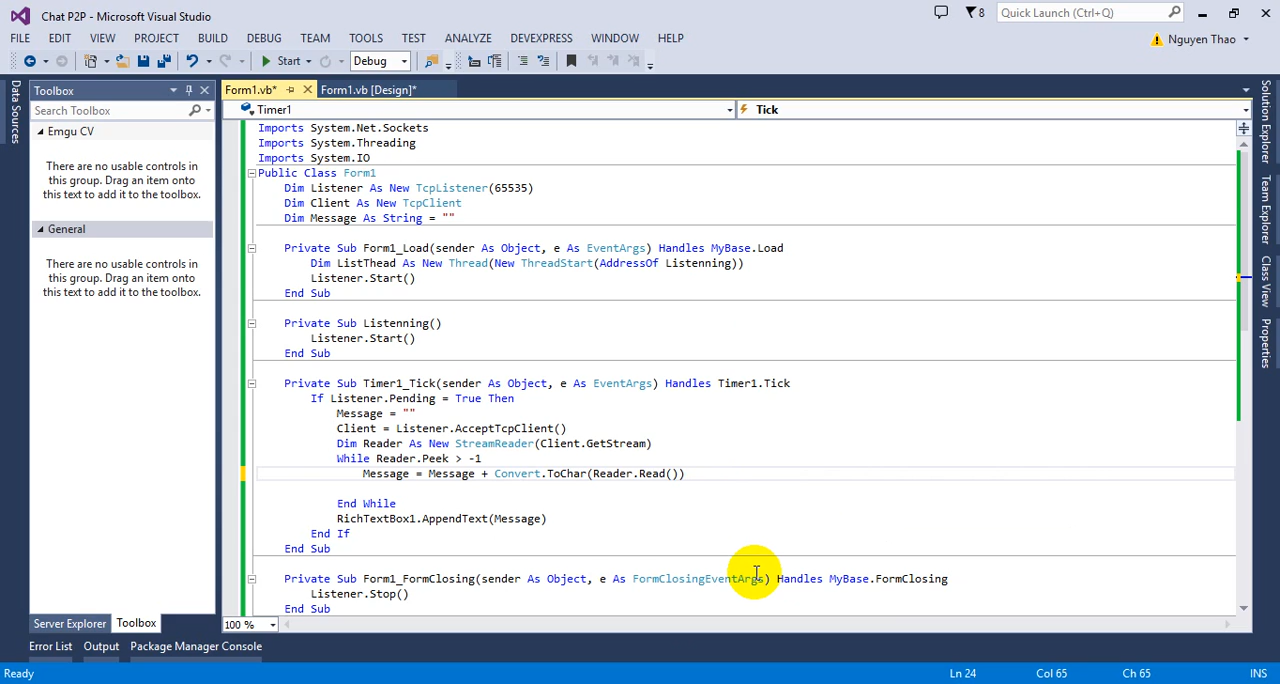 Chat P2P - Microsoft Visual Studio
8
Quick Launch (Ctrl+Q)
FILE EDIT VIEW PROJECT BUILD DEBUG TEAM TOOLS TEST ANALYZE DEVEXPRESS WINDOW HELP
Nguyen Thao
Start
Debug
Data Sources
Toolbox
Search Toolbox
Emgu CV
There are no usable controls in
this group. Drag an item onto
this text to add it to the toolbox.
General
There are no usable controls in
this group. Drag an item onto
this text to add it to the toolbox.
Server Explorer
Toolbox
Form1.vb*
Form1.vb [Design]*
Timer1
Tick
Imports System.Net.Sockets
Imports System.Threading
Imports System.IO
Public Class Form1
Dim Listener As New TcpListener(65535)
Dim Client As New TcpClient
Dim Message As String = ""
Private Sub Form1_Load(sender As Object, e As EventArgs) Handles MyBase.Load
Dim ListThead As New Thread(New ThreadStart(AddressOf Listenning))
Listener.Start()
End Sub
Private Sub Listenning()
Listener.Start()
End Sub
Private Sub Timer1_Tick(sender As Object, e As EventArgs) Handles Timer1.Tick
If Listener.Pending = True Then
Message = ""
Client = Listener.AcceptTcpClient()
Dim Reader As New StreamReader(Client.GetStream)
While Reader.Peek > -1
Message = Message + Convert.ToChar(Reader.Read())
End While
RichTextBox1.AppendText(Message)
End If
End Sub
Private Sub Form1_FormClosing(sender As Object, e As FormClosingEventArgs) Handles MyBase.FormClosing
Listener.Stop()
End Sub
100 %
Solution Explorer
Team Explorer
Class View
Properties
Error List
Output
Package Manager Console
Ready
Ln 24
Col 65
Ch 65
INS